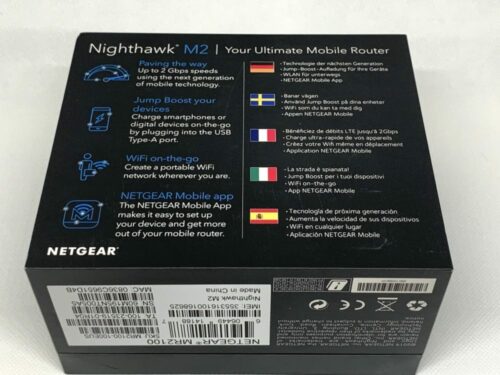 Nighthawk® M2 | Your Ultimate Mobile Router
Paving the way
Up to 2 Gbps speeds
using the next generation
of mobile technology.
Jump Boost your
devices
Charge smartphones or
digital devices on-the-go
by plugging into the USB
Type-A port.
WiFi on-the-go
Create a portable WiFi
network wherever you are.
NETGEAR Mobile app
The NETGEAR Mobile app
makes it easy to set up
your device and get more
out of your mobile router.
• Technologie der nächsten Generation
• Jump-Boost-Aufladung für Ihre Geräte
• WLAN für unterwegs
• NETGEAR Mobile App
• Banar vägen
• Använd Jump Boost på dina enheter
• WiFi som du kan ta med dig
• Appen NETGEAR Mobile
• Bénéficiez de débits LTE jusqu'à 2Gbps
• Charge ultra-rapide de vos appareils
• Créez votre Wifi même en déplacement
• Application NETGEAR Mobile
• La strada è spianata!
• Jump Boost per i tuoi dispositivi
• WiFi on-the-go
• App NETGEAR Mobile
• Tecnología de próxima generación
• Aumenta la velocidad de sus dispositivos
• WiFi en cualquier lugar
• Aplicación NETGEAR Mobile
NETGEAR®
NETGEAR MR2100
Nighthawk M2
Made in China
6 06449 14188